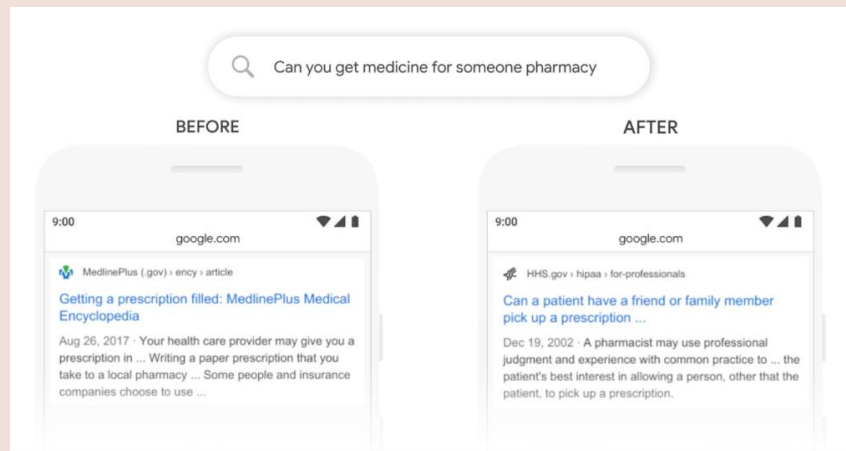 Can you get medicine for someone pharmacy
BEFORE
9:00
google.com
MedlinePlus (.gov) › ency › article
Getting a prescription filled: MedlinePlus Medical
Encyclopedia
Aug 26, 2017 · Your health care provider may give you a
prescription in ... Writing a paper prescription that you
take to a local pharmacy ... Some people and insurance
companies choose to use ...
AFTER
9:00
google.com
HHS.gov › hipaa › for-professionals
Can a patient have a friend or family member
pick up a prescription ...
Dec 19, 2002 · A pharmacist may use professional
judgment and experience with common practice to ... the
patient's best interest in allowing a person, other that the
patient, to pick up a prescription.